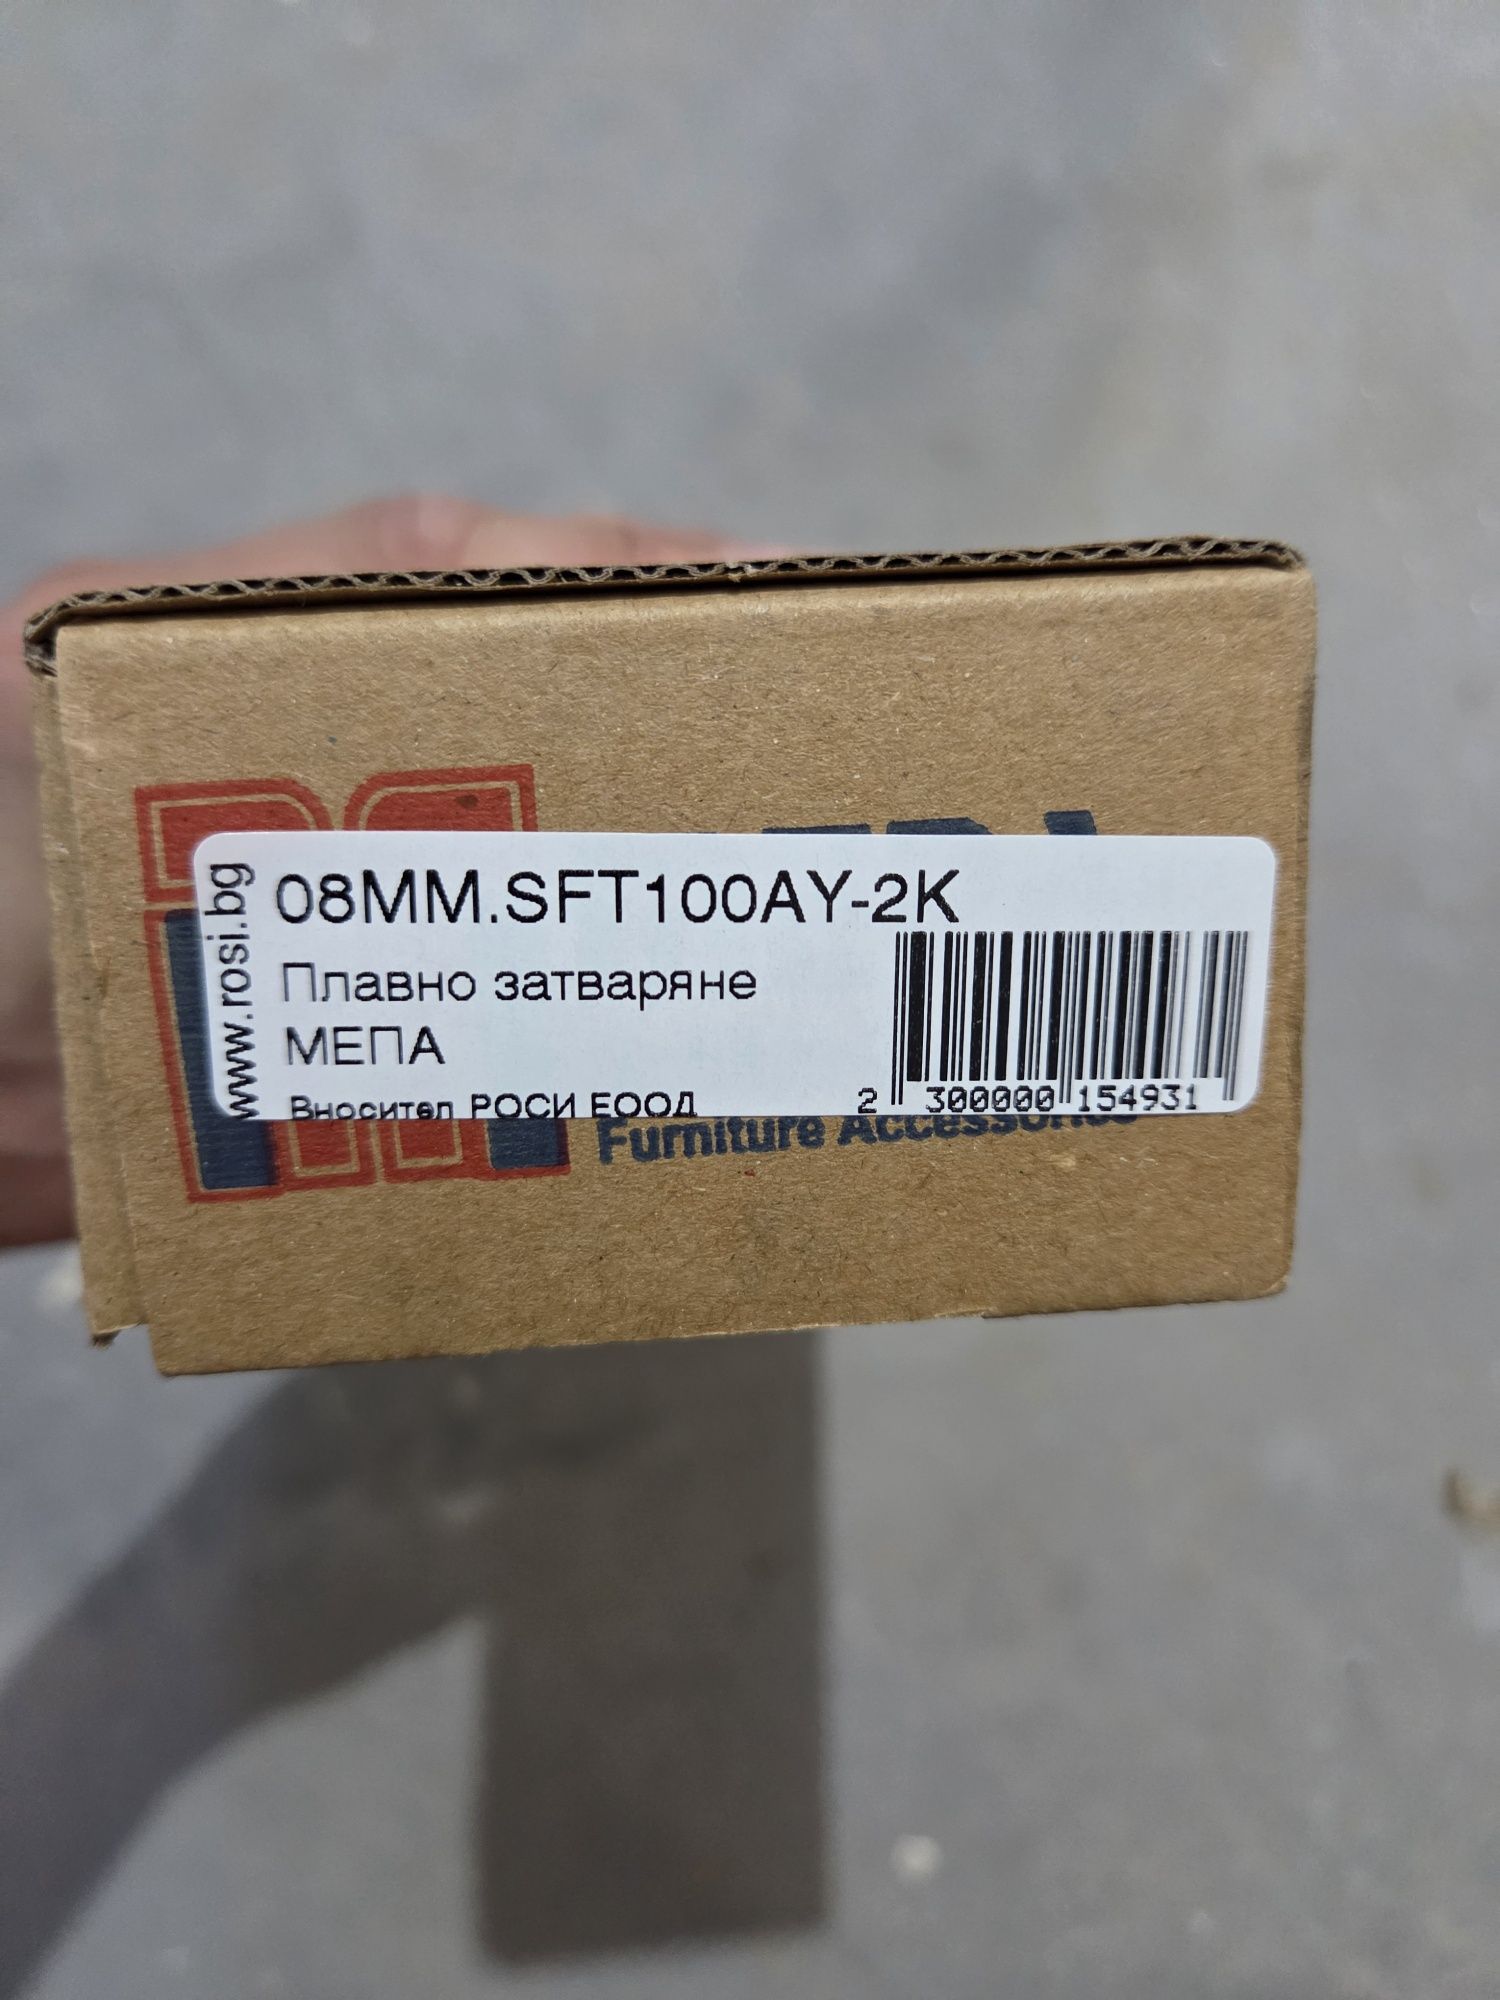 www.rosi.bg
08MM.SFT100AY-2K
Плавно затваряне
МЕПА
Вносител РОСИ ЕООД
2 300000 154931
Furniture Accessories